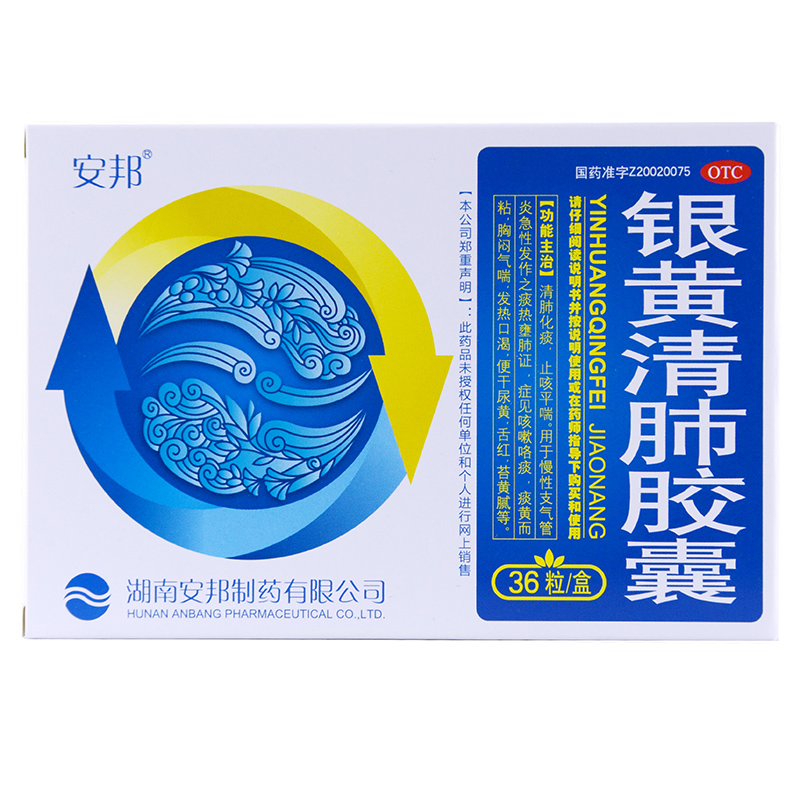 安邦®
国药准字Z20020075
OTC
银黄清肺胶囊
YINHUANGQINGFEI JIAONANG
请仔细阅读说明书并按说明使用或在药师指导下购买和使用
【功能主治】清肺化痰,止咳平喘。用于慢性支气管
炎急性发作之痰热壅肺证,症见咳嗽咯痰,痰黄而
粘,胸闷气喘,发热口渴,便干尿黄,舌红,苔黄腻等。
36粒/盒
【本公司郑重声明】:此药品未授权任何单位和个人进行网上销售
湖南安邦制药有限公司
HUNAN ANBANG PHARMACEUTICAL CO.,LTD.